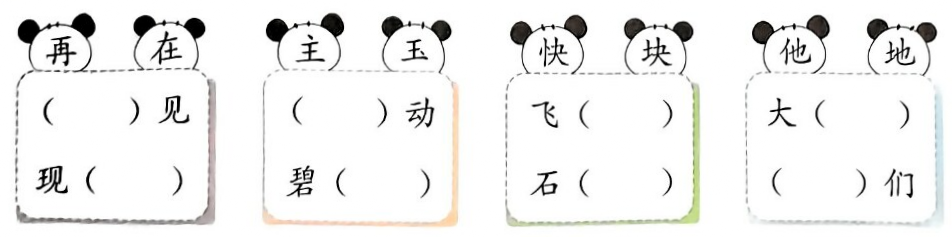 再 在 主 玉 快 块 他 地
（ ）见 （ ）动 飞（ ） 大（ ）
现（ ） 碧（ ） 石（ ） （ ）们